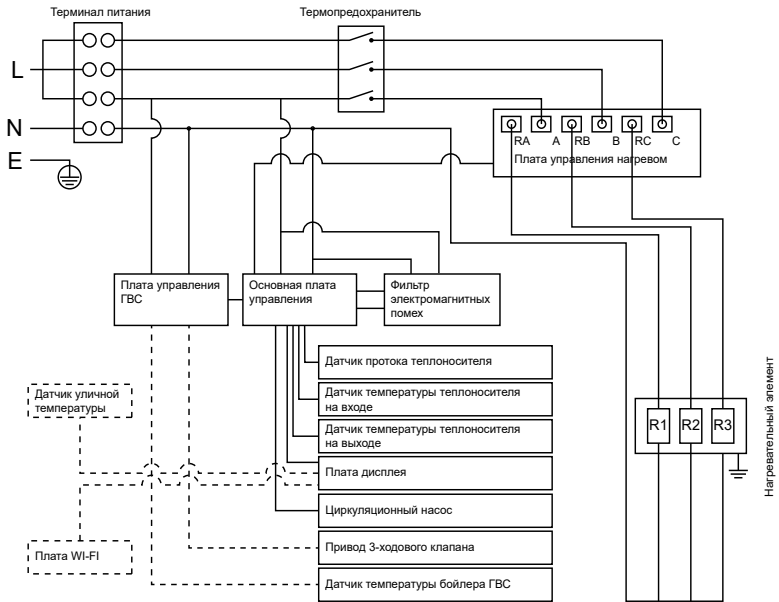 Терминал питания
Термопредохранитель
L
N
E
RA A RB B RC C
Плата управления нагревом
Плата управления
ГВС
Основная плата
управления
Фильтр
электромагнитных
помех
Датчик протока теплоносителя
Датчик температуры теплоносителя
на входе
Датчик температуры теплоносителя
на выходе
Плата дисплея
Циркуляционный насос
Привод 3-ходового клапана
Датчик температуры бойлера ГВС
Датчик уличной
температуры
Плата WI-FI
R1 R2 R3
Нагревательный элемент